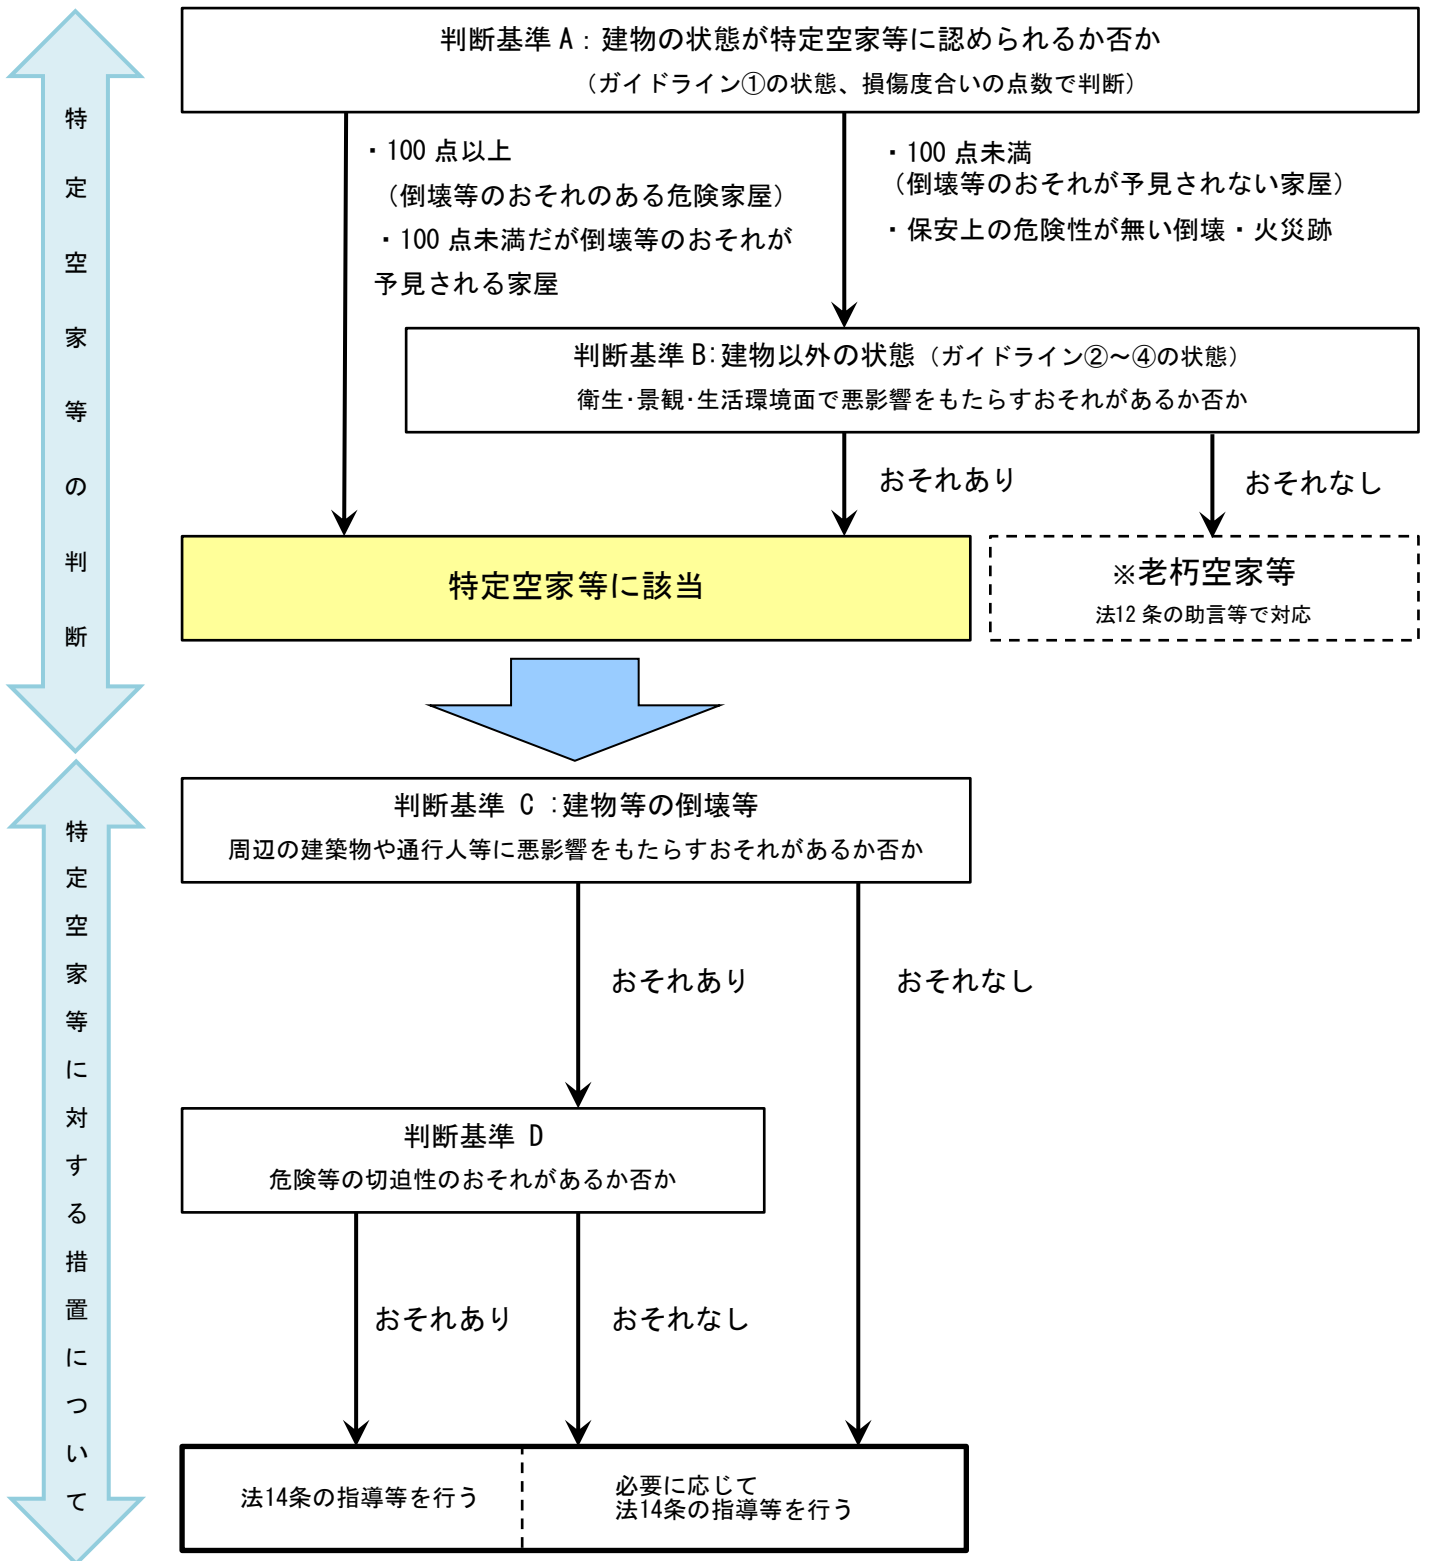 特定空家等の判断
判断基準 A：建物の状態が特定空家等に認められるか否か
（ガイドライン①の状態、損傷度合いの点数で判断）
・100 点以上
（倒壊等のおそれのある危険家屋）
・100 点未満だが倒壊等のおそれが
予見される家屋
・100 点未満
（倒壊等のおそれが予見されない家屋）
・保安上の危険性が無い倒壊・火災跡
判断基準 B:建物以外の状態（ガイドライン②～④の状態）
衛生･景観･生活環境面で悪影響をもたらすおそれがあるか否か
おそれあり
おそれなし
特定空家等に該当
※老朽空家等
法12 条の助言等で対応
特定空家等に対する措置について
判断基準 C :建物等の倒壊等
周辺の建築物や通行人等に悪影響をもたらすおそれがあるか否か
おそれあり
おそれなし
判断基準 D
危険等の切迫性のおそれがあるか否か
おそれあり
おそれなし
法14条の指導等を行う
必要に応じて
法14条の指導等を行う